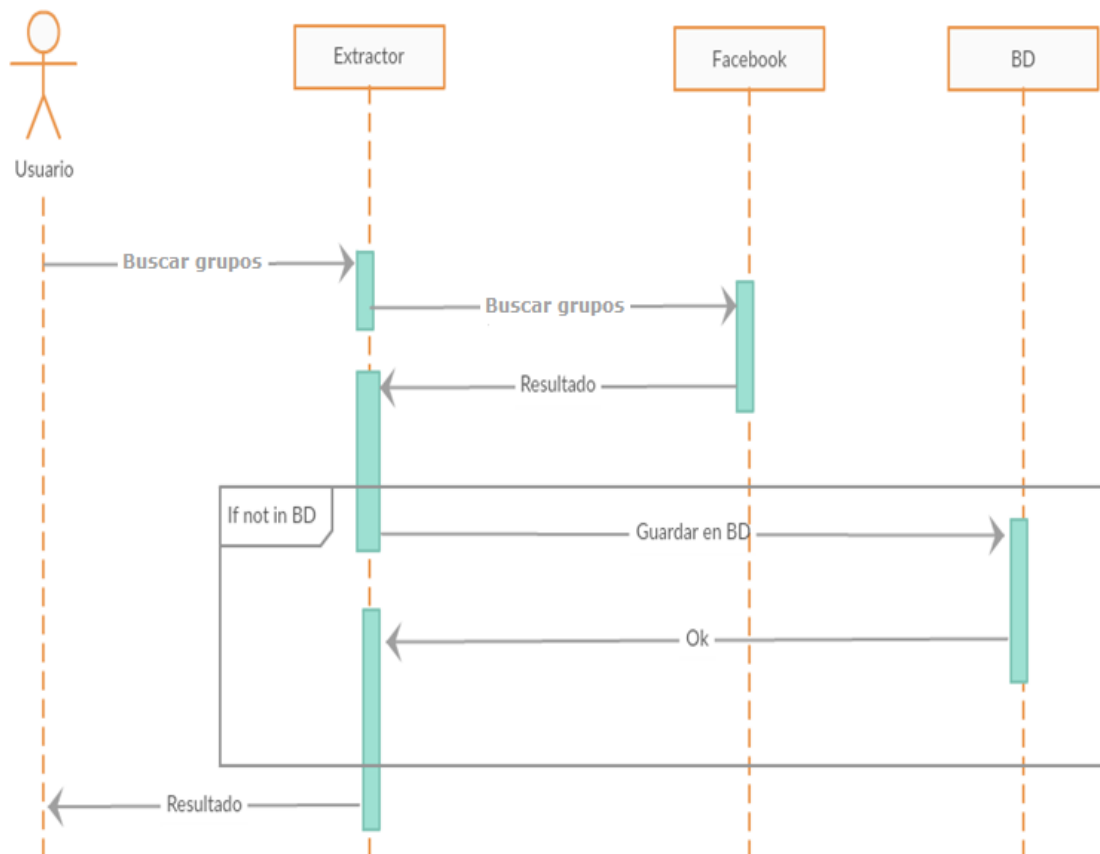 Extractor
Facebook
BD
Usuario
Buscar grupos
Buscar grupos
Resultado
If not in BD
Guardar en BD
Ok
Resultado